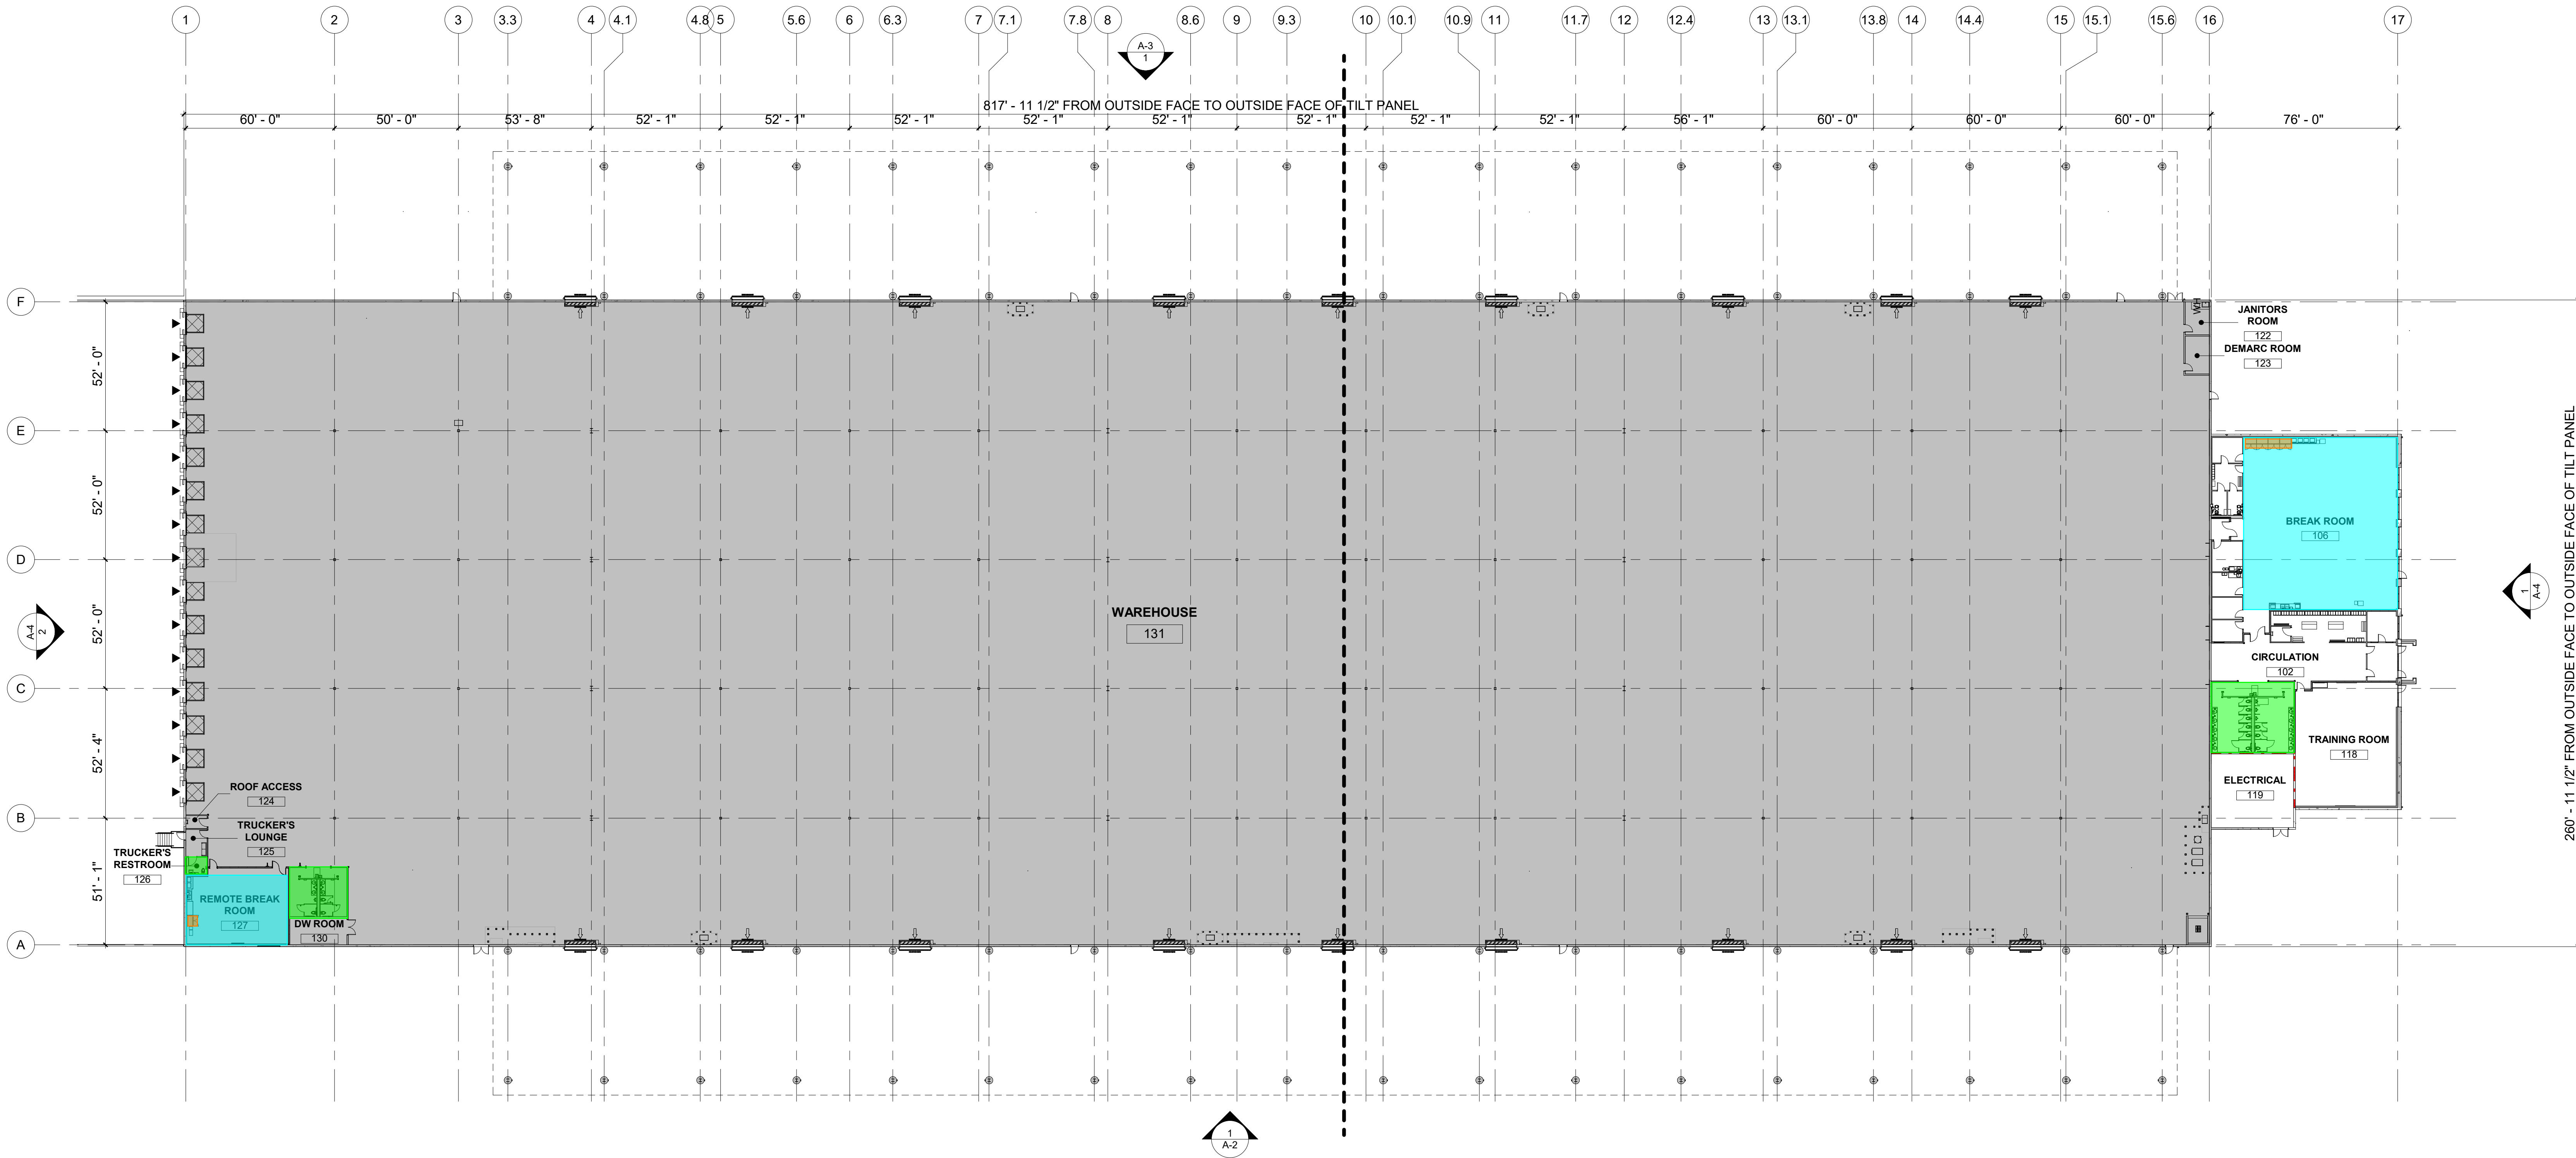 1 2 3 3.3 4 4.1 4.8 5 5.6 6 6.3 7 7.1 7.8 8 8.6 9 9.3 10 10.1 10.9 11 11.7 12 12.4 13 13.1 13.8 14 14.4 15 15.1 15.6 16 17
A-3
1
817' - 11 1/2" FROM OUTSIDE FACE TO OUTSIDE FACE OF TILT PANEL
60' - 0" 50' - 0" 53' - 8" 52' - 1" 52' - 1" 52' - 1" 52' - 1" 52' - 1" 52' - 1" 52' - 1" 52' - 1" 56' - 1" 60' - 0" 60' - 0" 60' - 0" 76' - 0"
F
E
D
C
B
A
52' - 0"
52' - 0"
52' - 0"
52' - 4"
51' - 1"
A-4
2
WH
JANITORS
ROOM
122
DEMARC ROOM
123
BREAK ROOM
106
WAREHOUSE
131
CIRCULATION
102
TRAINING ROOM
118
ELECTRICAL
119
ROOF ACCESS
124
TRUCKER'S
LOUNGE
125
TRUCKER'S
RESTROOM
126
REMOTE BREAK
ROOM
127
DW ROOM
130
1
A-4
260' - 11 1/2" FROM OUTSIDE FACE TO OUTSIDE FACE OF TILT PANEL
1
A-2